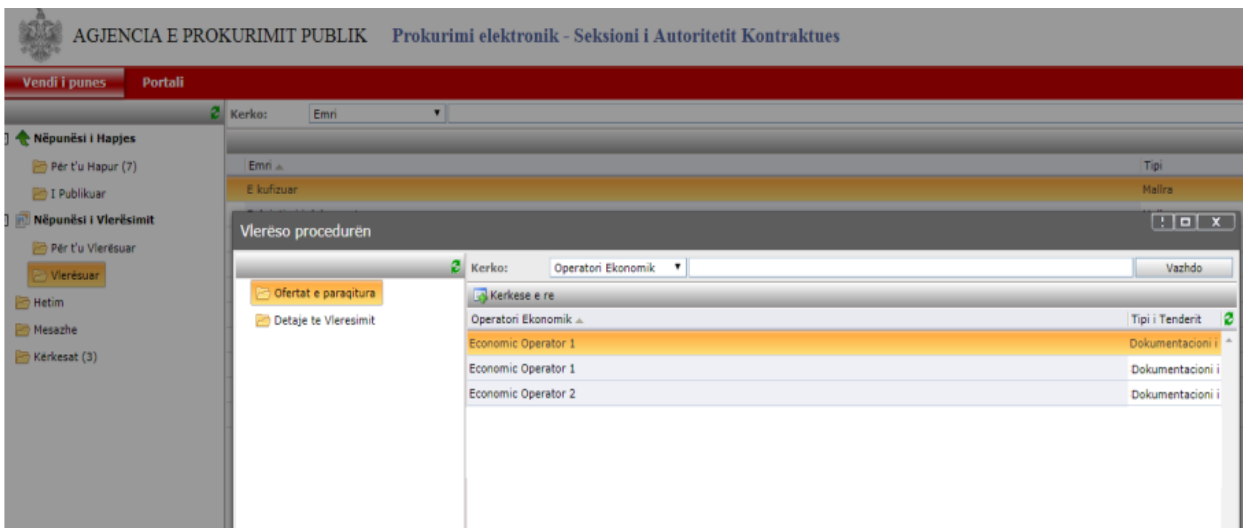 AGJENCIA E PROKURIMIT PUBLIK Prokurimi elektronik - Seksioni i Autoritetit Kontraktues
Vendi i punes Portali
Kerko: Emri
Nëpunësi i Hapjes
Për t'u Hapur (7)
I Publikuar
Nëpunësi i Vlerësimit
Për t'u Vlerësuar
Vlerësuar
Hetim
Mesazhe
Kërkesat (3)
Emri Tipi
E kufizuar Mallra
Vlerëso procedurën
Ofertat e paraqitura
Detaje te Vleresimit
Kerko: Operatori Ekonomik Vazhdo
Kerkese e re
Operatori Ekonomik Tipi i Tenderit
Economic Operator 1 Dokumentacioni i
Economic Operator 1 Dokumentacioni i
Economic Operator 2 Dokumentacioni i